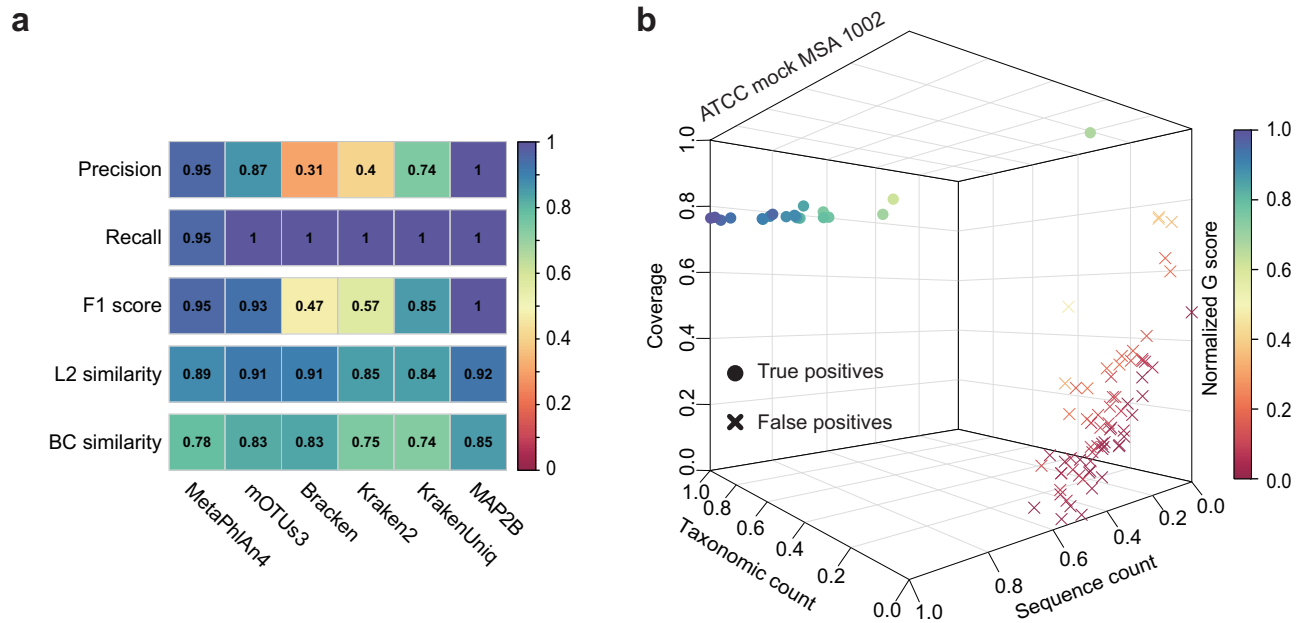 a
Precision 0.95 0.87 0.31 0.4 0.74 1
Recall 0.95 1 1 1 1 1
F1 score 0.95 0.93 0.47 0.57 0.85 1
L2 similarity 0.89 0.91 0.91 0.85 0.84 0.92
BC similarity 0.78 0.83 0.83 0.75 0.74 0.85
MetaPhlAn4 mOTUs3 Bracken Kraken2 KrakenUniq MAP2B
1
0.8
0.6
0.4
0.2
0
b
ATCC mock MSA 1002
Coverage
1.0
0.8
0.6
0.4
0.2
0.0
True positives
False positives
Taxonomic count
1.0
0.8
0.6
0.4
0.2
0.0
Sequence count
1.0
0.8
0.6
0.4
0.2
0.0
Normalized G score
1.0
0.8
0.6
0.4
0.2
0.0